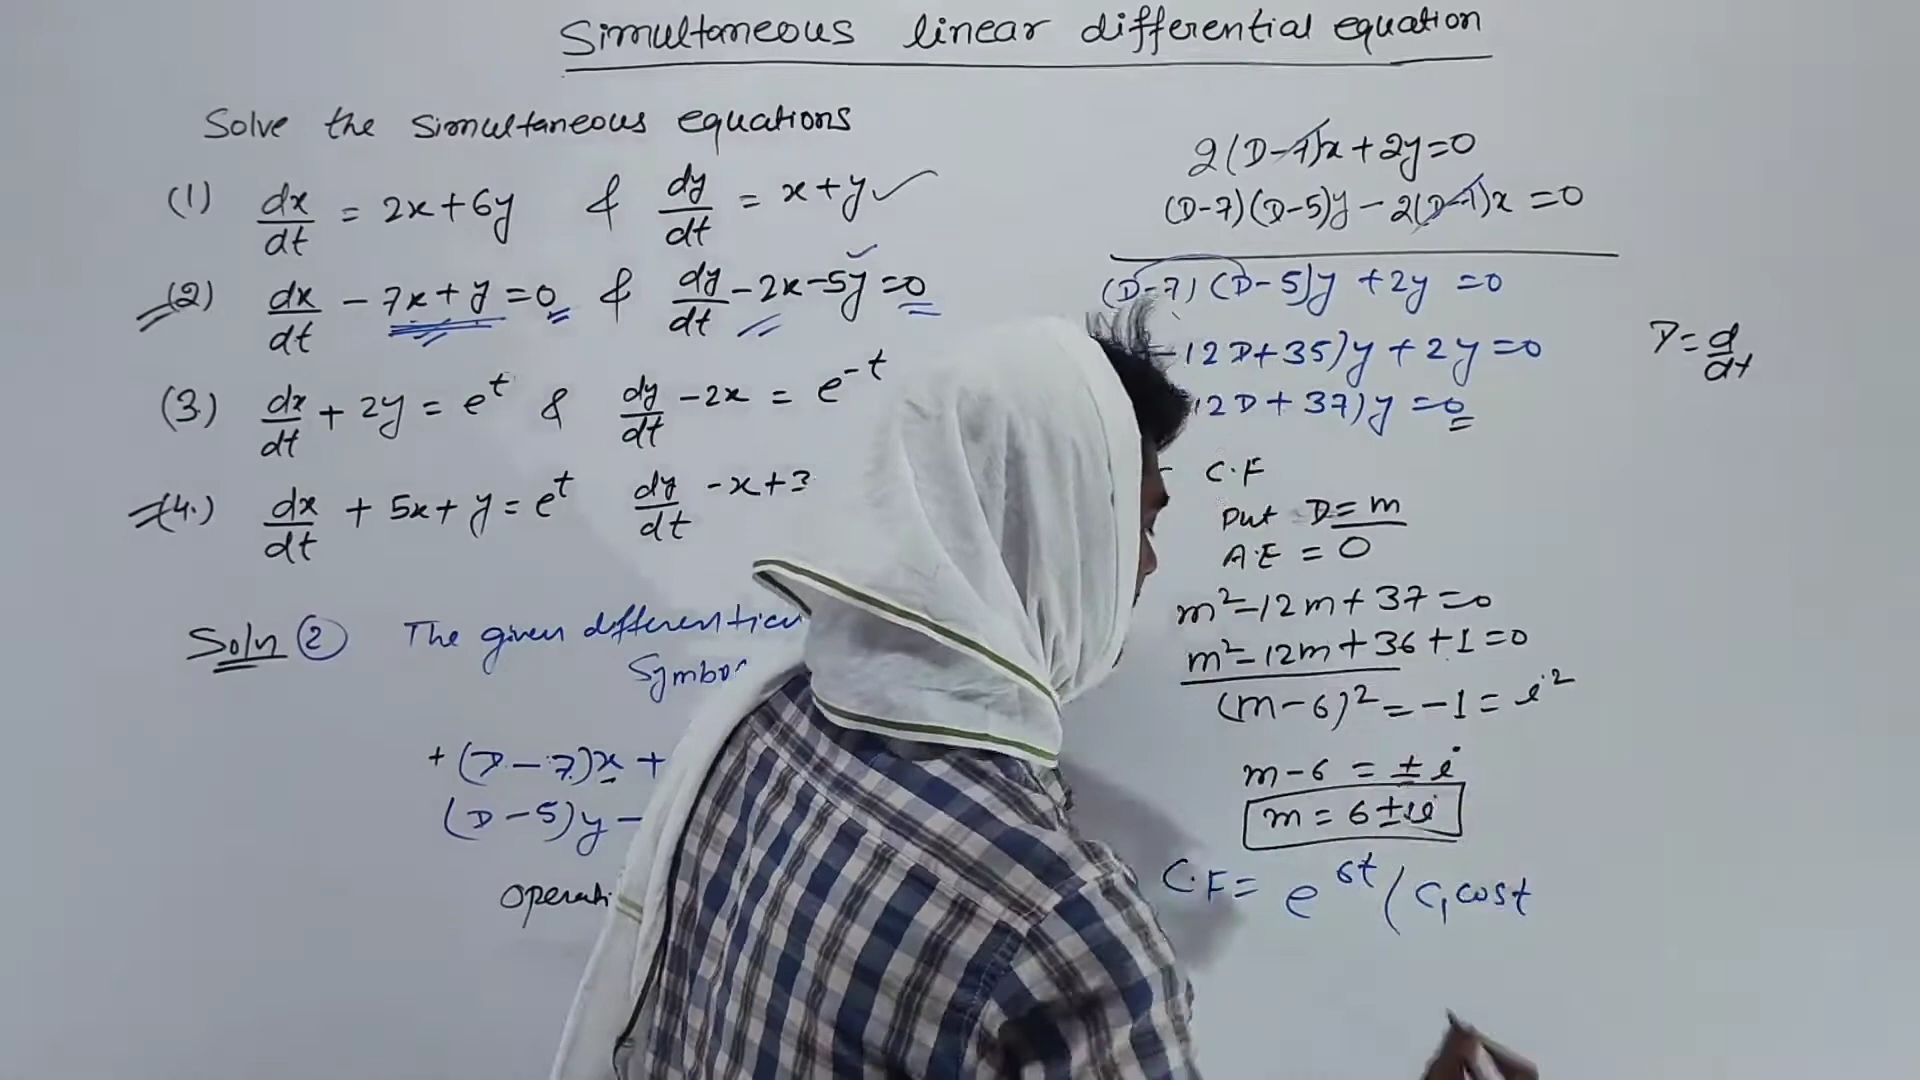 Simultaneous linear differential equation
Solve the simultaneous equations
(1) dx/dt = 2x+6y & dy/dt = x+y ✓
(2) dx/dt - 7x+y = 0 & dy/dt - 2x - 5y = 0
(3) dx/dt + 2y = e^t & dy/dt - 2x = e^-t
(4.) dx/dt + 5x + y = e^t dy/dt - x + 3
Soln (2) The given
Symbo
+(D-7)x +
(D-5)y -
operati
2(D-7)x + 2y = 0
(D-7)(D-5)y - 2(D-7)x = 0
(D-7)(D-5)y + 2y = 0
-12D+35)y + 2y = 0
12D+37)y = 0
D = d/dt
C.F
Put D = m
A.E = 0
m²-12m+37=0
m²-12m+36+1=0
(m-6)² = -1 = i²
m-6 = ±i
m = 6±1i
C.F = e^6t (C₁cost